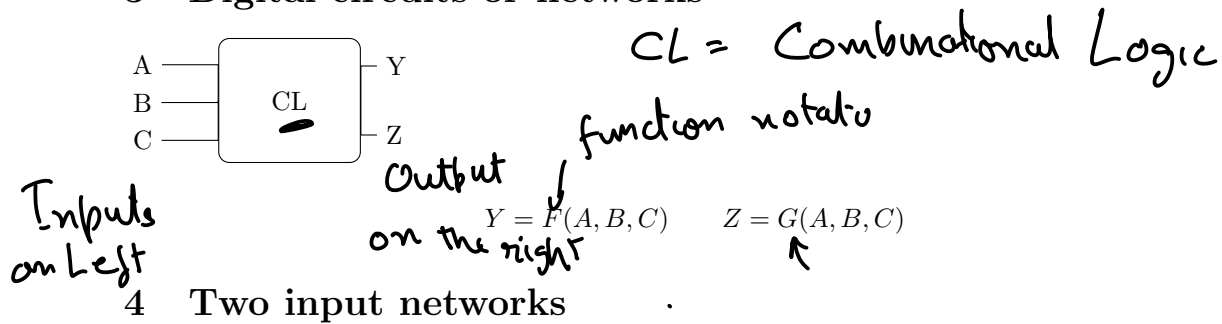 3 Digital circuits or networks
CL = Combinational Logic
A
B
C
CL
Y
Z
function notatio
Inputs
on Left
Output
on the right
Y = F(A, B, C) Z = G(A, B, C)
4 Two input networks